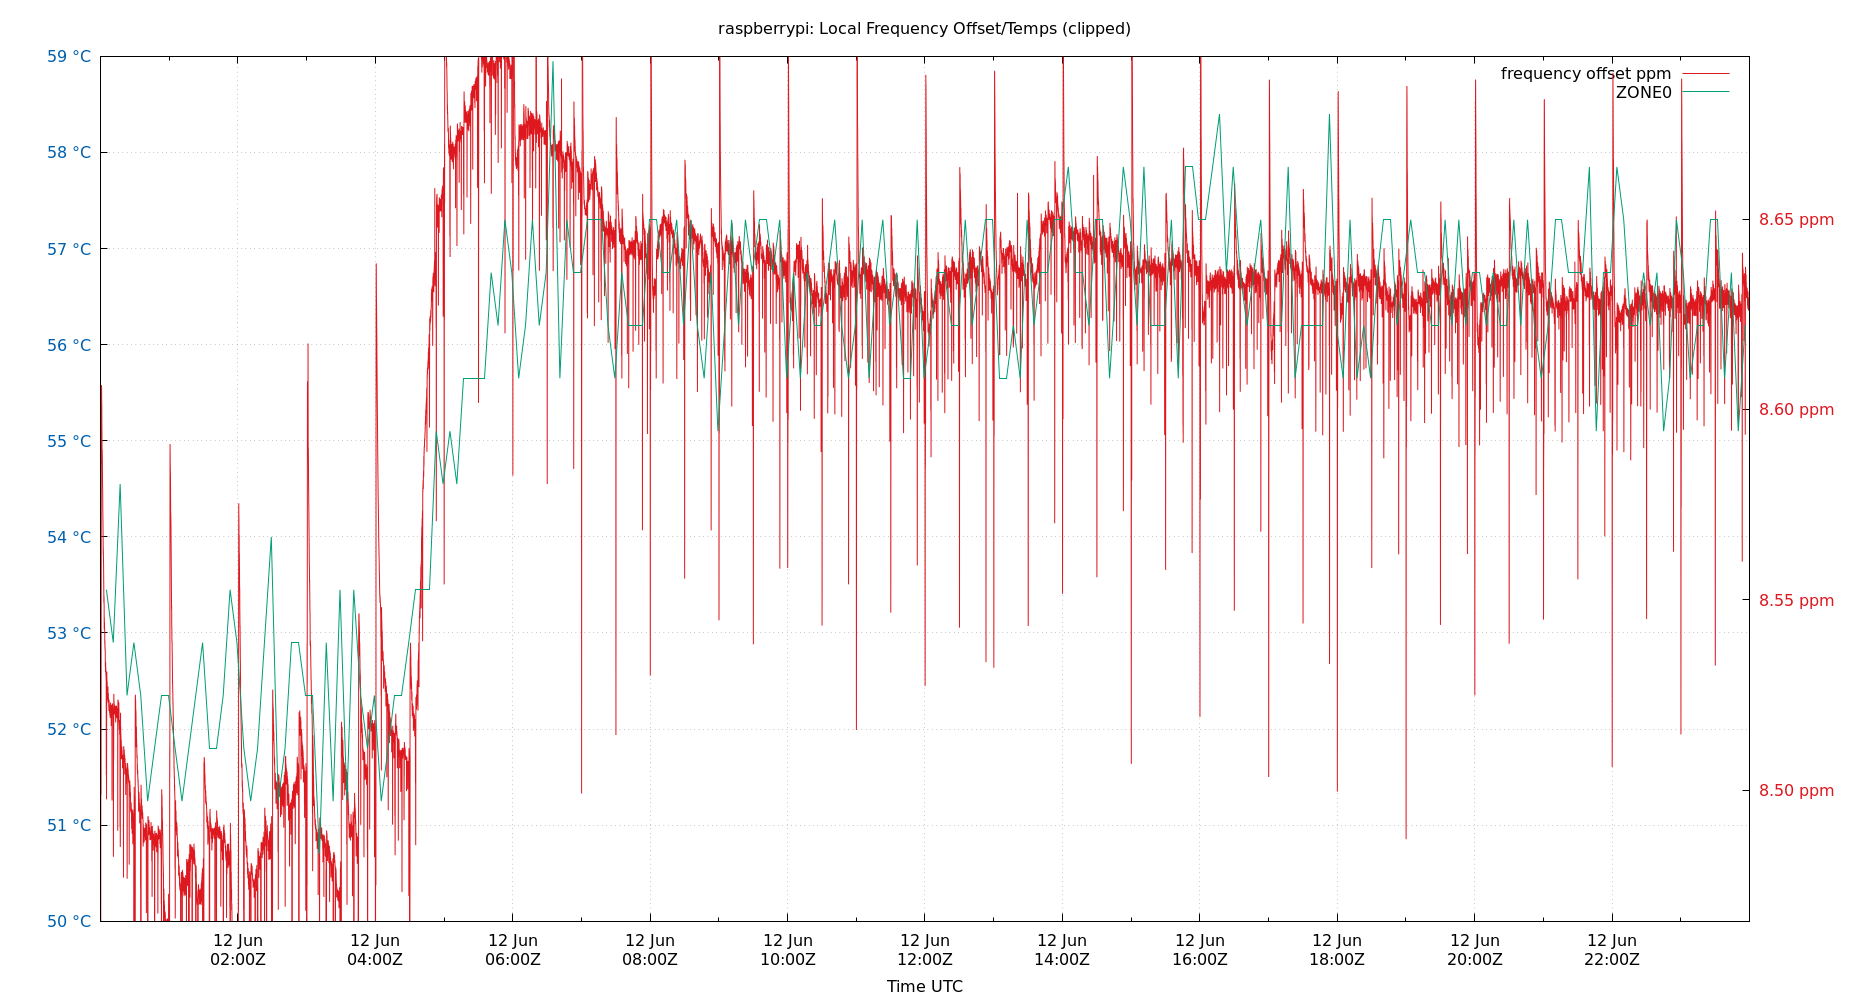 raspberrypi: Local Frequency Offset/Temps (clipped)
59 °C
58 °C
57 °C
56 °C
55 °C
54 °C
53 °C
52 °C
51 °C
50 °C
frequency offset ppm
ZONE0
8.65 ppm
8.60 ppm
8.55 ppm
8.50 ppm
12 Jun
02:00Z
12 Jun
04:00Z
12 Jun
06:00Z
12 Jun
08:00Z
12 Jun
10:00Z
12 Jun
12:00Z
12 Jun
14:00Z
12 Jun
16:00Z
12 Jun
18:00Z
12 Jun
20:00Z
12 Jun
22:00Z
Time UTC